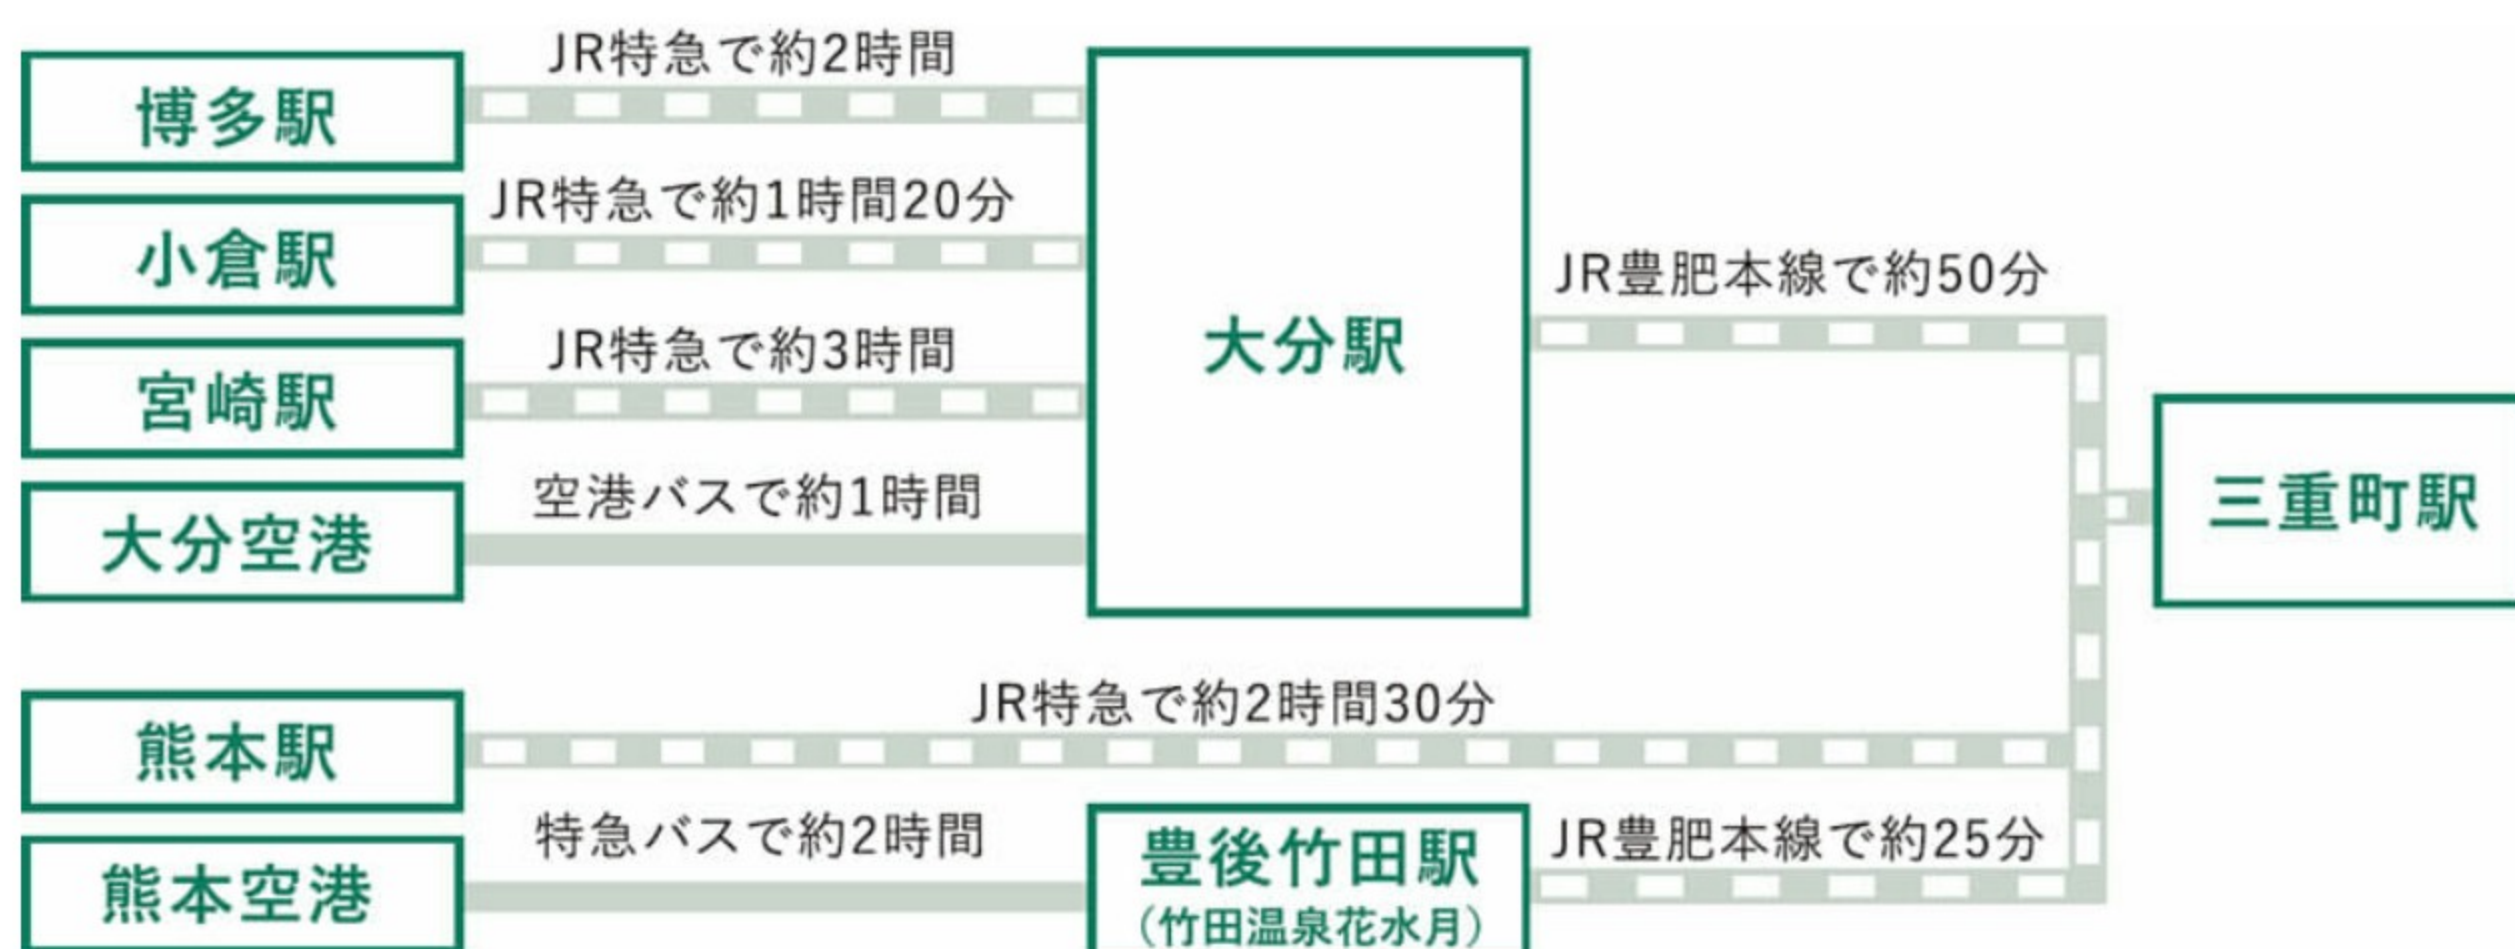 博多駅
JR特急で約2時間
小倉駅
JR特急で約1時間20分
宮崎駅
JR特急で約3時間
大分空港
空港バスで約1時間
大分駅
JR豊肥本線で約50分
三重町駅
熊本駅
JR特急で約2時間30分
熊本空港
特急バスで約2時間
豊後竹田駅
（竹田温泉花水月）
JR豊肥本線で約25分